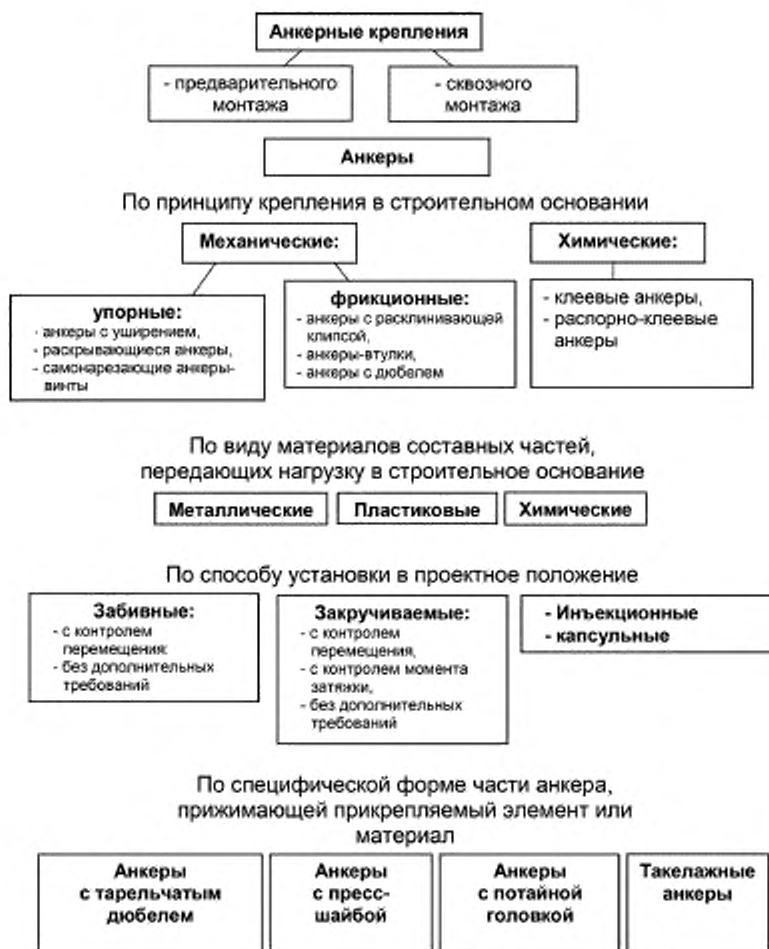 Анкерные крепления
- предварительного
монтажа
- сквозного
монтажа
Анкеры
По принципу крепления в строительном основании
Механические:
Химические:
упорные:
- анкеры с уширением,
- раскрывающиеся анкеры,
- самонарезающие анкеры-
винты
фрикционные:
- анкеры с расклинивающей
клипсой,
- анкеры-втулки,
- анкеры с дюбелем
- клеевые анкеры,
- распорно-клеевые
анкеры
По виду материалов составных частей,
передающих нагрузку в строительное основание
Металлические
Пластиковые
Химические
По способу установки в проектное положение
Забивные:
- с контролем
перемещения;
- без дополнительных
требований
Закручиваемые:
- с контролем
перемещения,
- с контролем момента
затяжки,
- без дополнительных
требований
- Инъекционные
- капсульные
По специфической форме части анкера,
прижимающей прикрепляемый элемент или
материал
Анкеры
с тарельчатым
дюбелем
Анкеры
с пресс-
шайбой
Анкеры
с потайной
головкой
Такелажные
анкеры